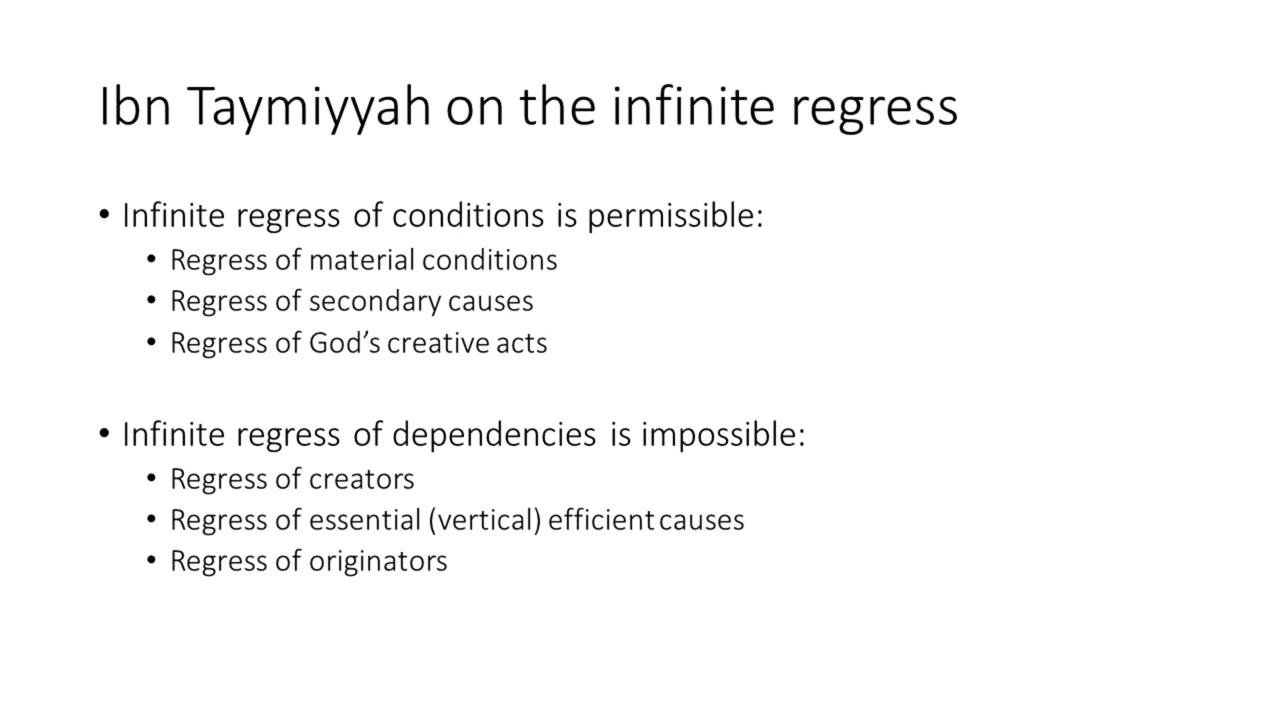 Ibn Taymiyyah on the infinite regress
• Infinite regress of conditions is permissible:
• Regress of material conditions
• Regress of secondary causes
• Regress of God’s creative acts
• Infinite regress of dependencies is impossible:
• Regress of creators
• Regress of essential (vertical) efficient causes
• Regress of originators